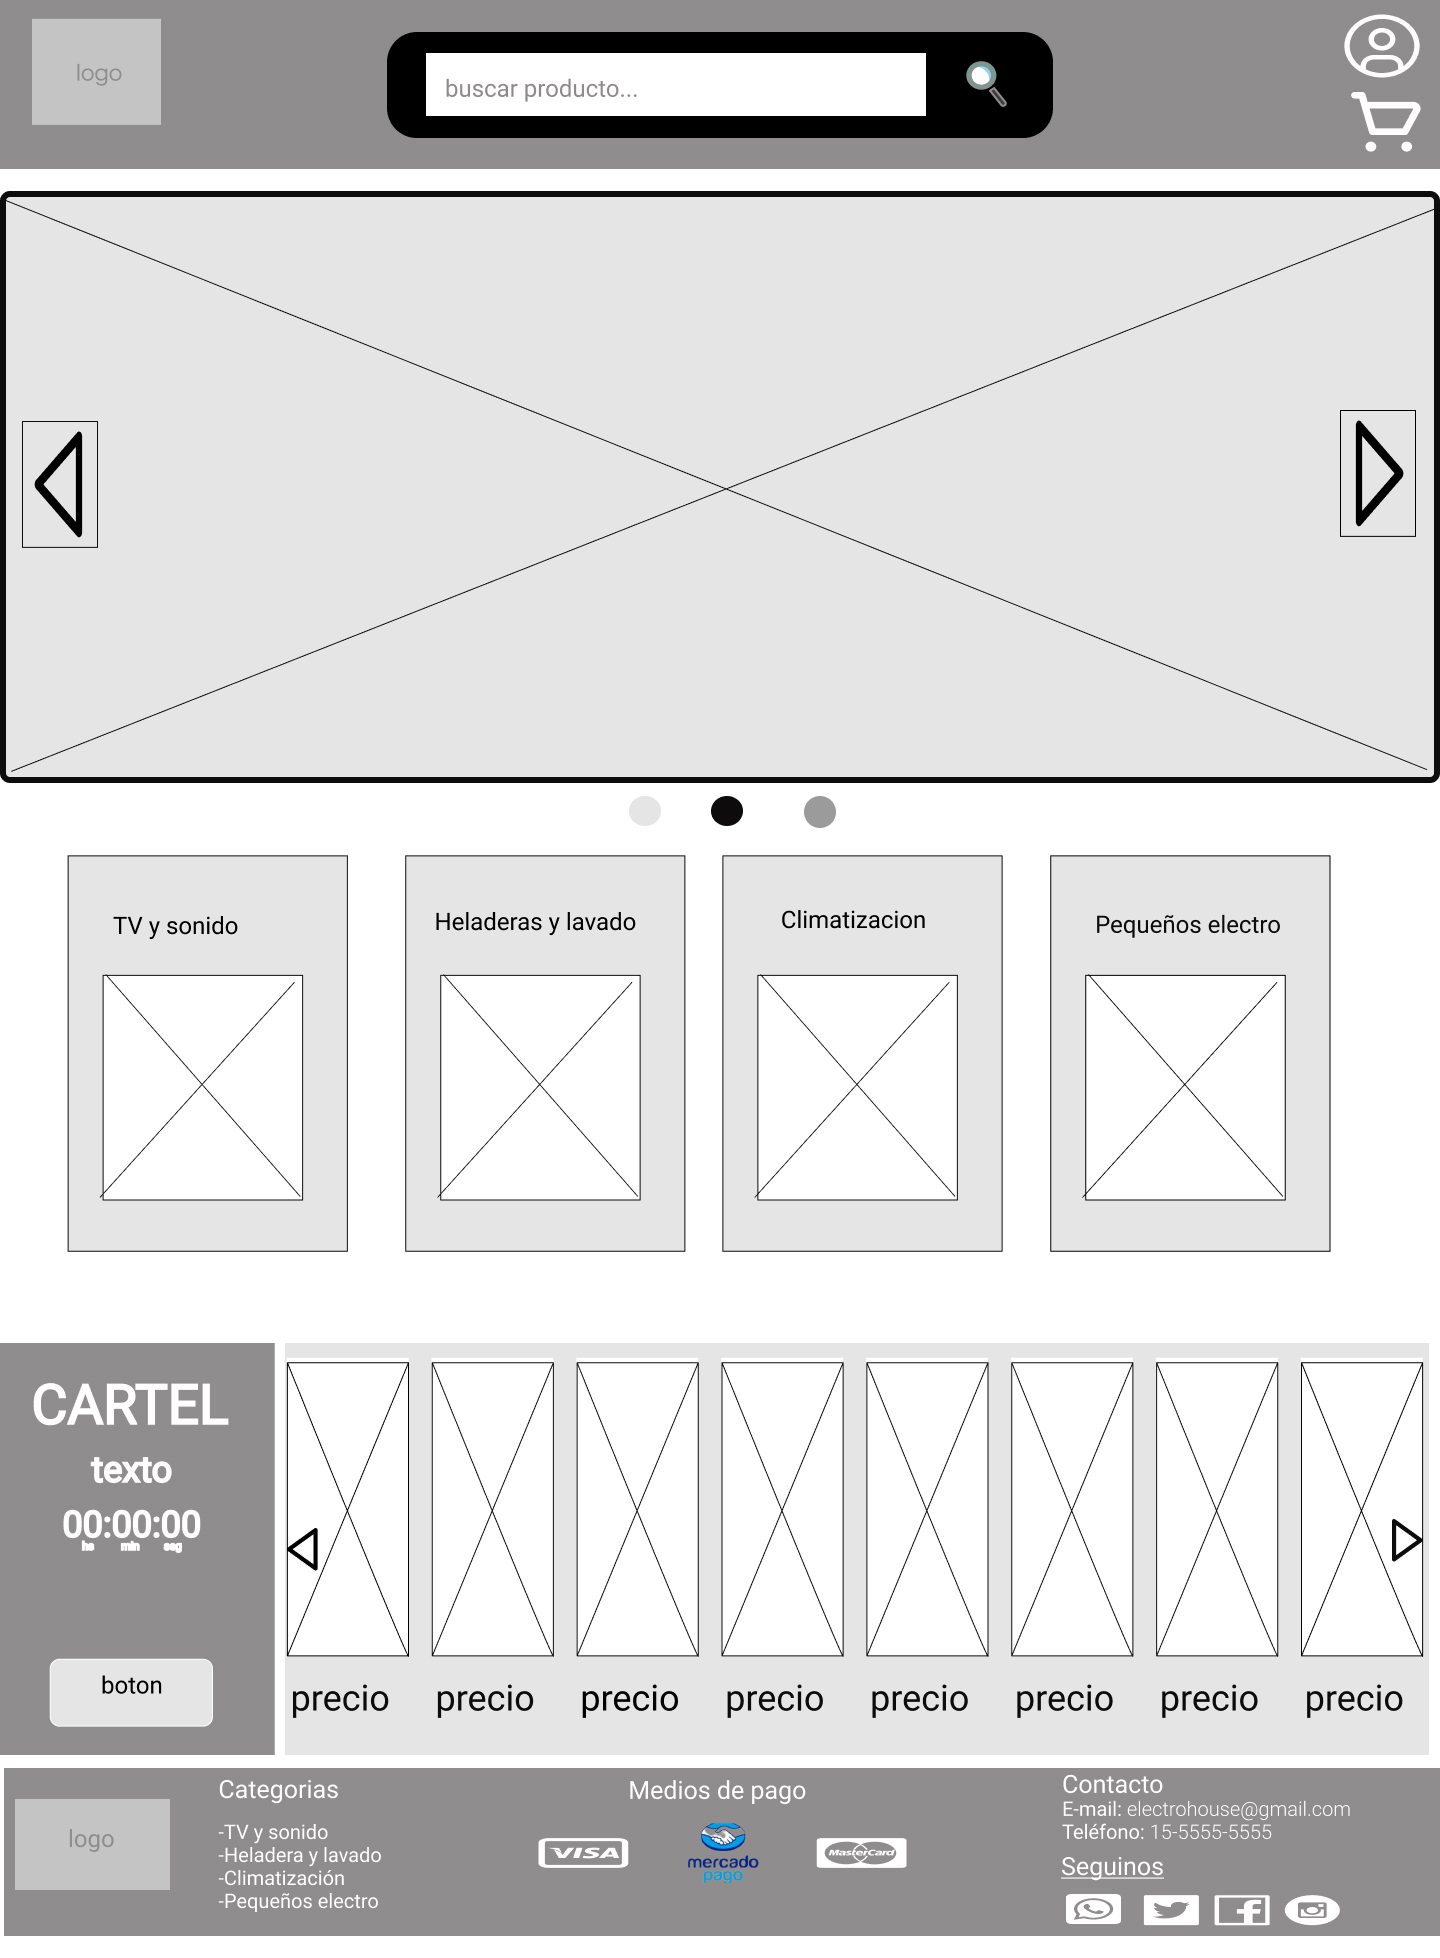 logo
buscar producto...
TV y sonido
Heladeras y lavado
Climatizacion
Pequeños electro
CARTEL
texto
00:00:00
hs min seg
boton
precio precio precio precio precio precio precio precio
logo
Categorias
-TV y sonido
-Heladera y lavado
-Climatización
-Pequeños electro
Medios de pago
VISA
mercado
pago
MasterCard
Contacto
E-mail: electrohouse@gmail.com
Teléfono: 15-5555-5555
Seguinos